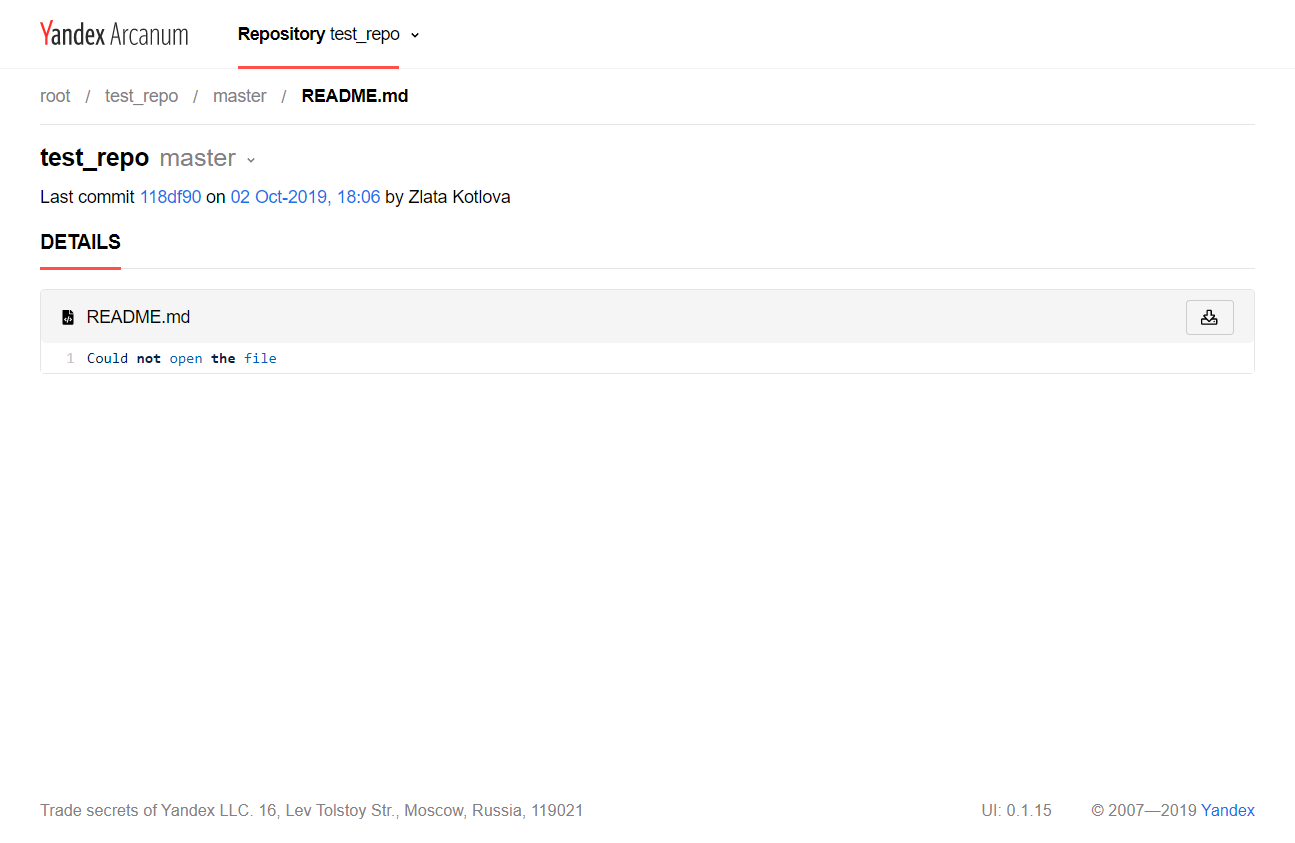 Yandex Arcanum Repository test_repo
root / test_repo / master / README.md
test_repo master
Last commit 118df90 on 02 Oct-2019, 18:06 by Zlata Kotlova
DETAILS
README.md
1 Could not open the file
Trade secrets of Yandex LLC. 16, Lev Tolstoy Str., Moscow, Russia, 119021 UI: 0.1.15 © 2007—2019 Yandex